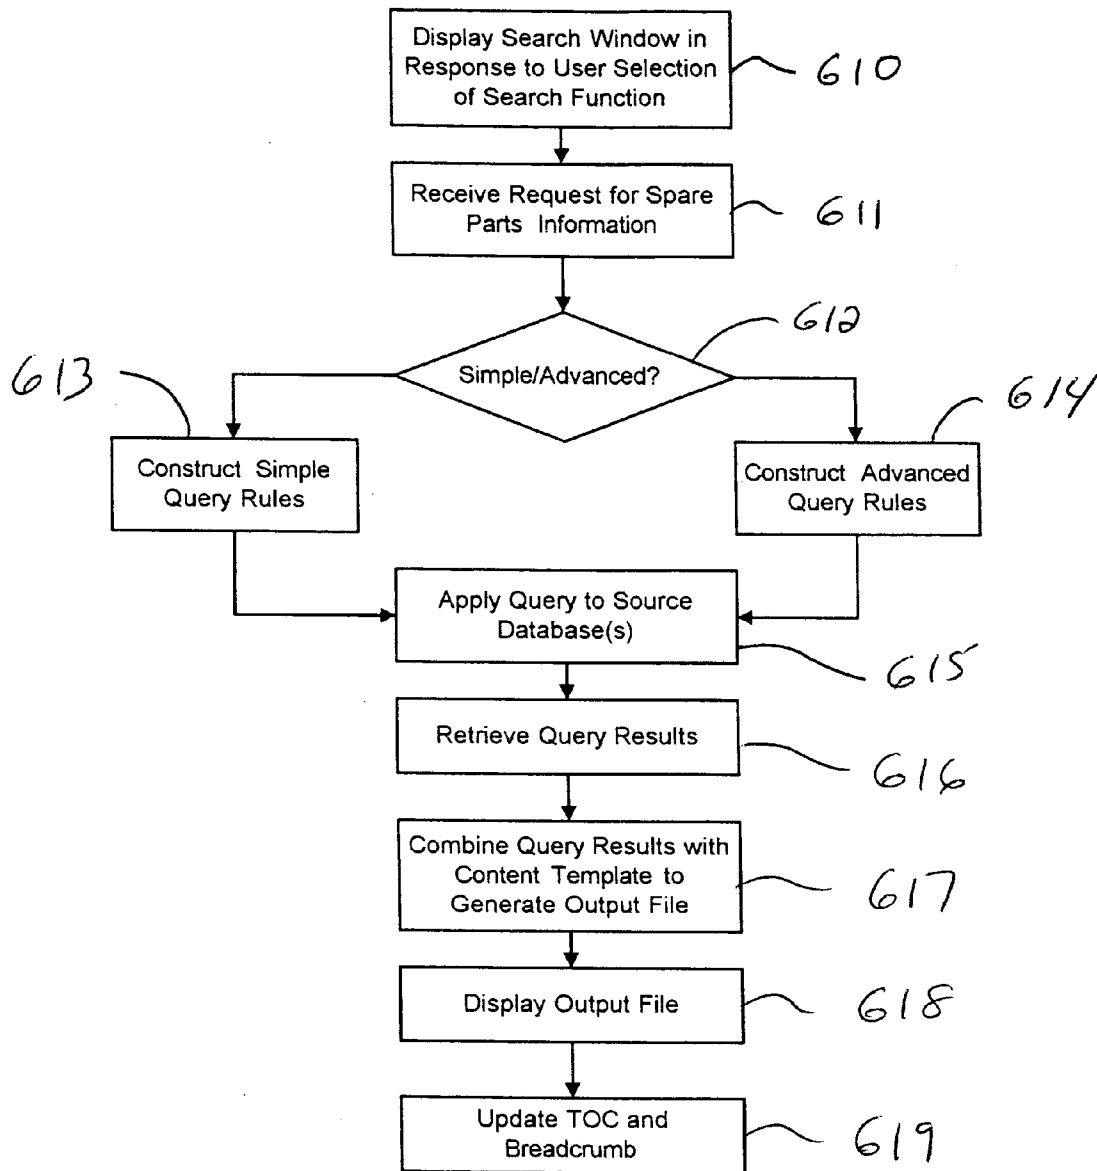 Display Search Window in
Response to User Selection
of Search Function
610
Receive Request for Spare
Parts Information
611
Simple/Advanced?
612
613
Construct Simple
Query Rules
614
Construct Advanced
Query Rules
Apply Query to Source
Database(s)
615
Retrieve Query Results
616
Combine Query Results with
Content Template to
Generate Output File
617
Display Output File
618
Update TOC and
Breadcrumb
619